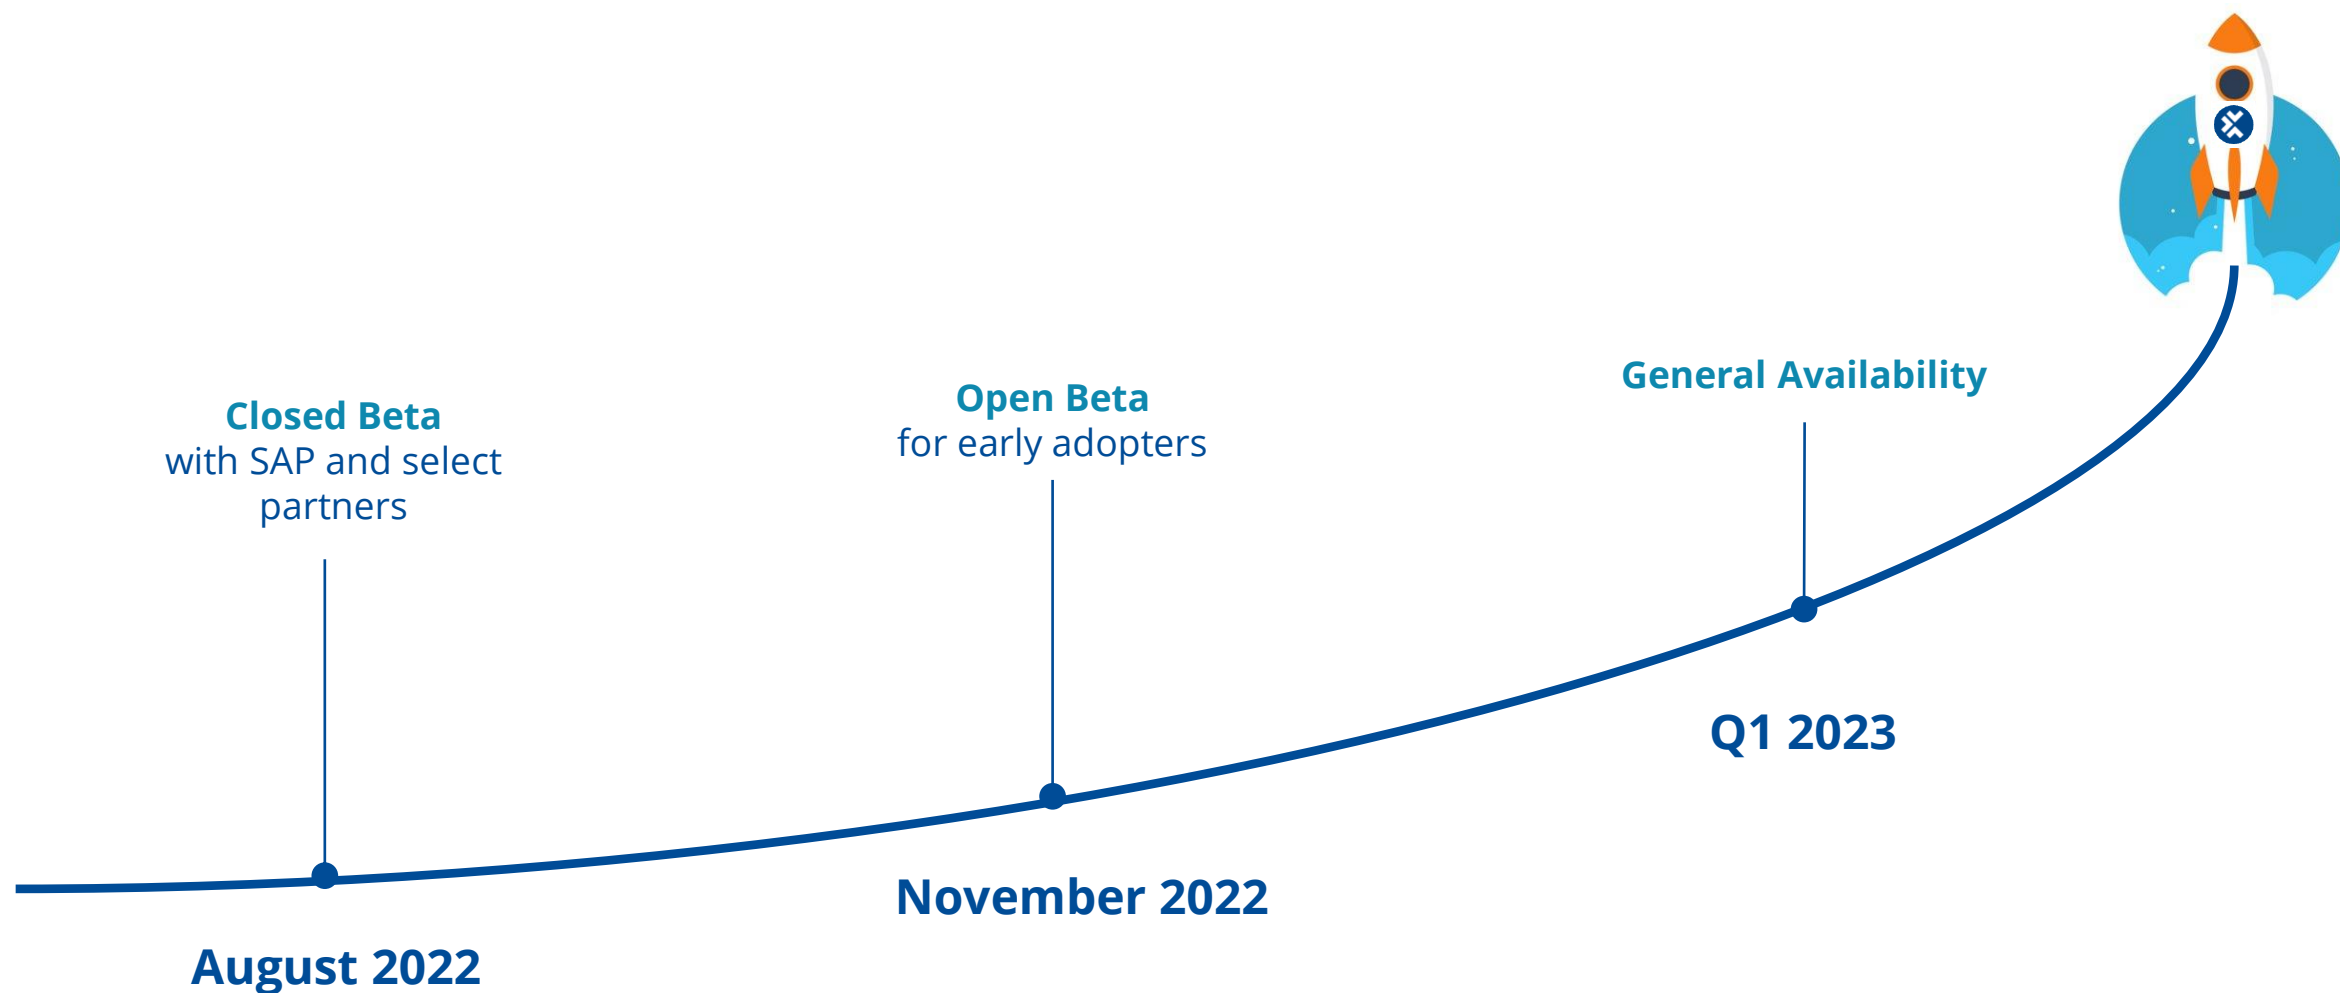 Closed Beta
with SAP and select
partners
August 2022
Open Beta
for early adopters
November 2022
General Availability
Q1 2023